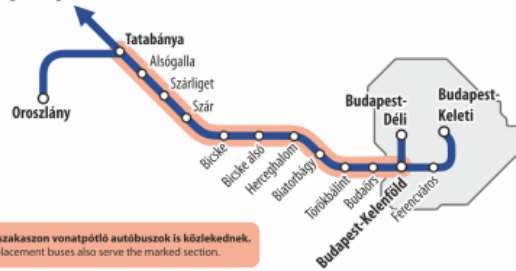 Tatabánya
Alsógalla
Szárliget
Szár
Oroszlány
Bicske
Bicske alsó
Herceghalom
Biatorbágy
Törökbálint
Budaörs
Budapest-Kelenföld
Ferencváros
Budapest-
Déli
Budapest-
Keleti
szakaszon vonatpótló autóbuszok is közlekednek.
placement buses also serve the marked section.